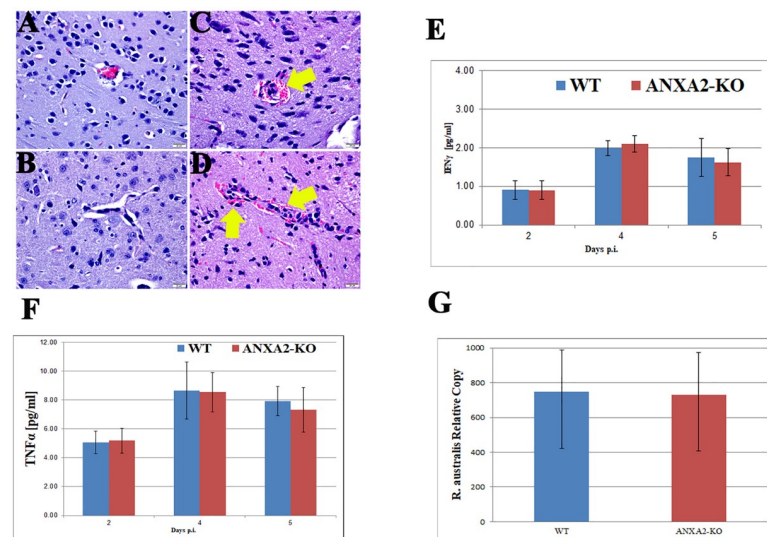 A
C
B
D
E
WT ANXA2-KO
IFNγ [pg/ml]
4.00
3.00
2.00
1.00
0.00
2 4 5
Days p.i.
F
WT ANXA2-KO
TNFα [pg/ml]
12.00
10.00
8.00
6.00
4.00
2.00
0.00
2 4 5
Days p.i.
G
R. australis Relative Copy
1000
800
600
400
200
0
WT ANXA2-KO